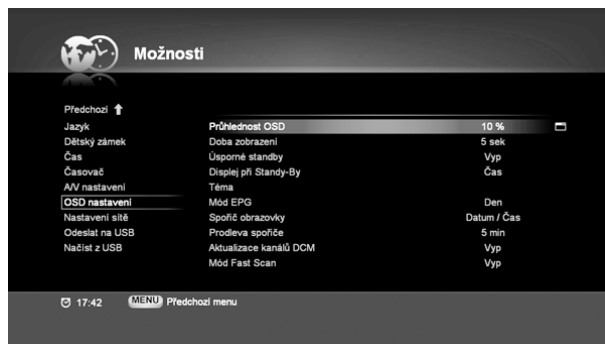 Možnosti
Předchozí ⬆
Jazyk
Dětský zámek
Čas
Časovač
A/V nastavení
OSD nastavení
Nastavení sítě
Odeslat na USB
Načíst z USB
Průhlednost OSD 10 %
Doba zobrazení 5 sek
Úsporné standby Vyp
Displej při Standy-By Čas
Téma
Mód EPG Den
Spořič obrazovky Datum / Čas
Prodleva spořiče 5 min
Aktualizace kanálů DCM Vyp
Mód Fast Scan Vyp
17:42 MENU Předchozí menu